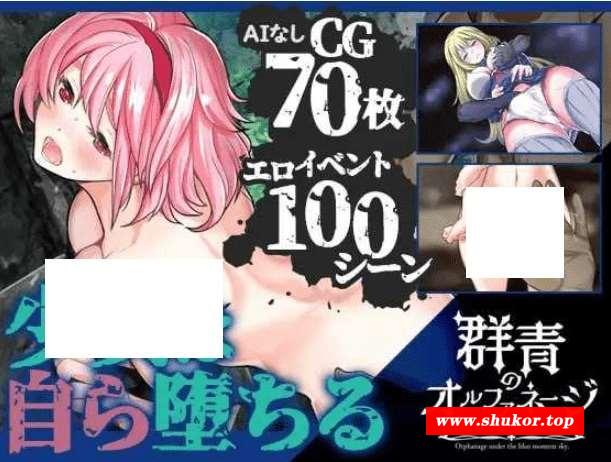 AIなし CG
70枚
エロイベント
100
シーン
自ら堕ちる
群青
の
オルファネージ
www.shukor.top
Orphanage under the blue moment sky.